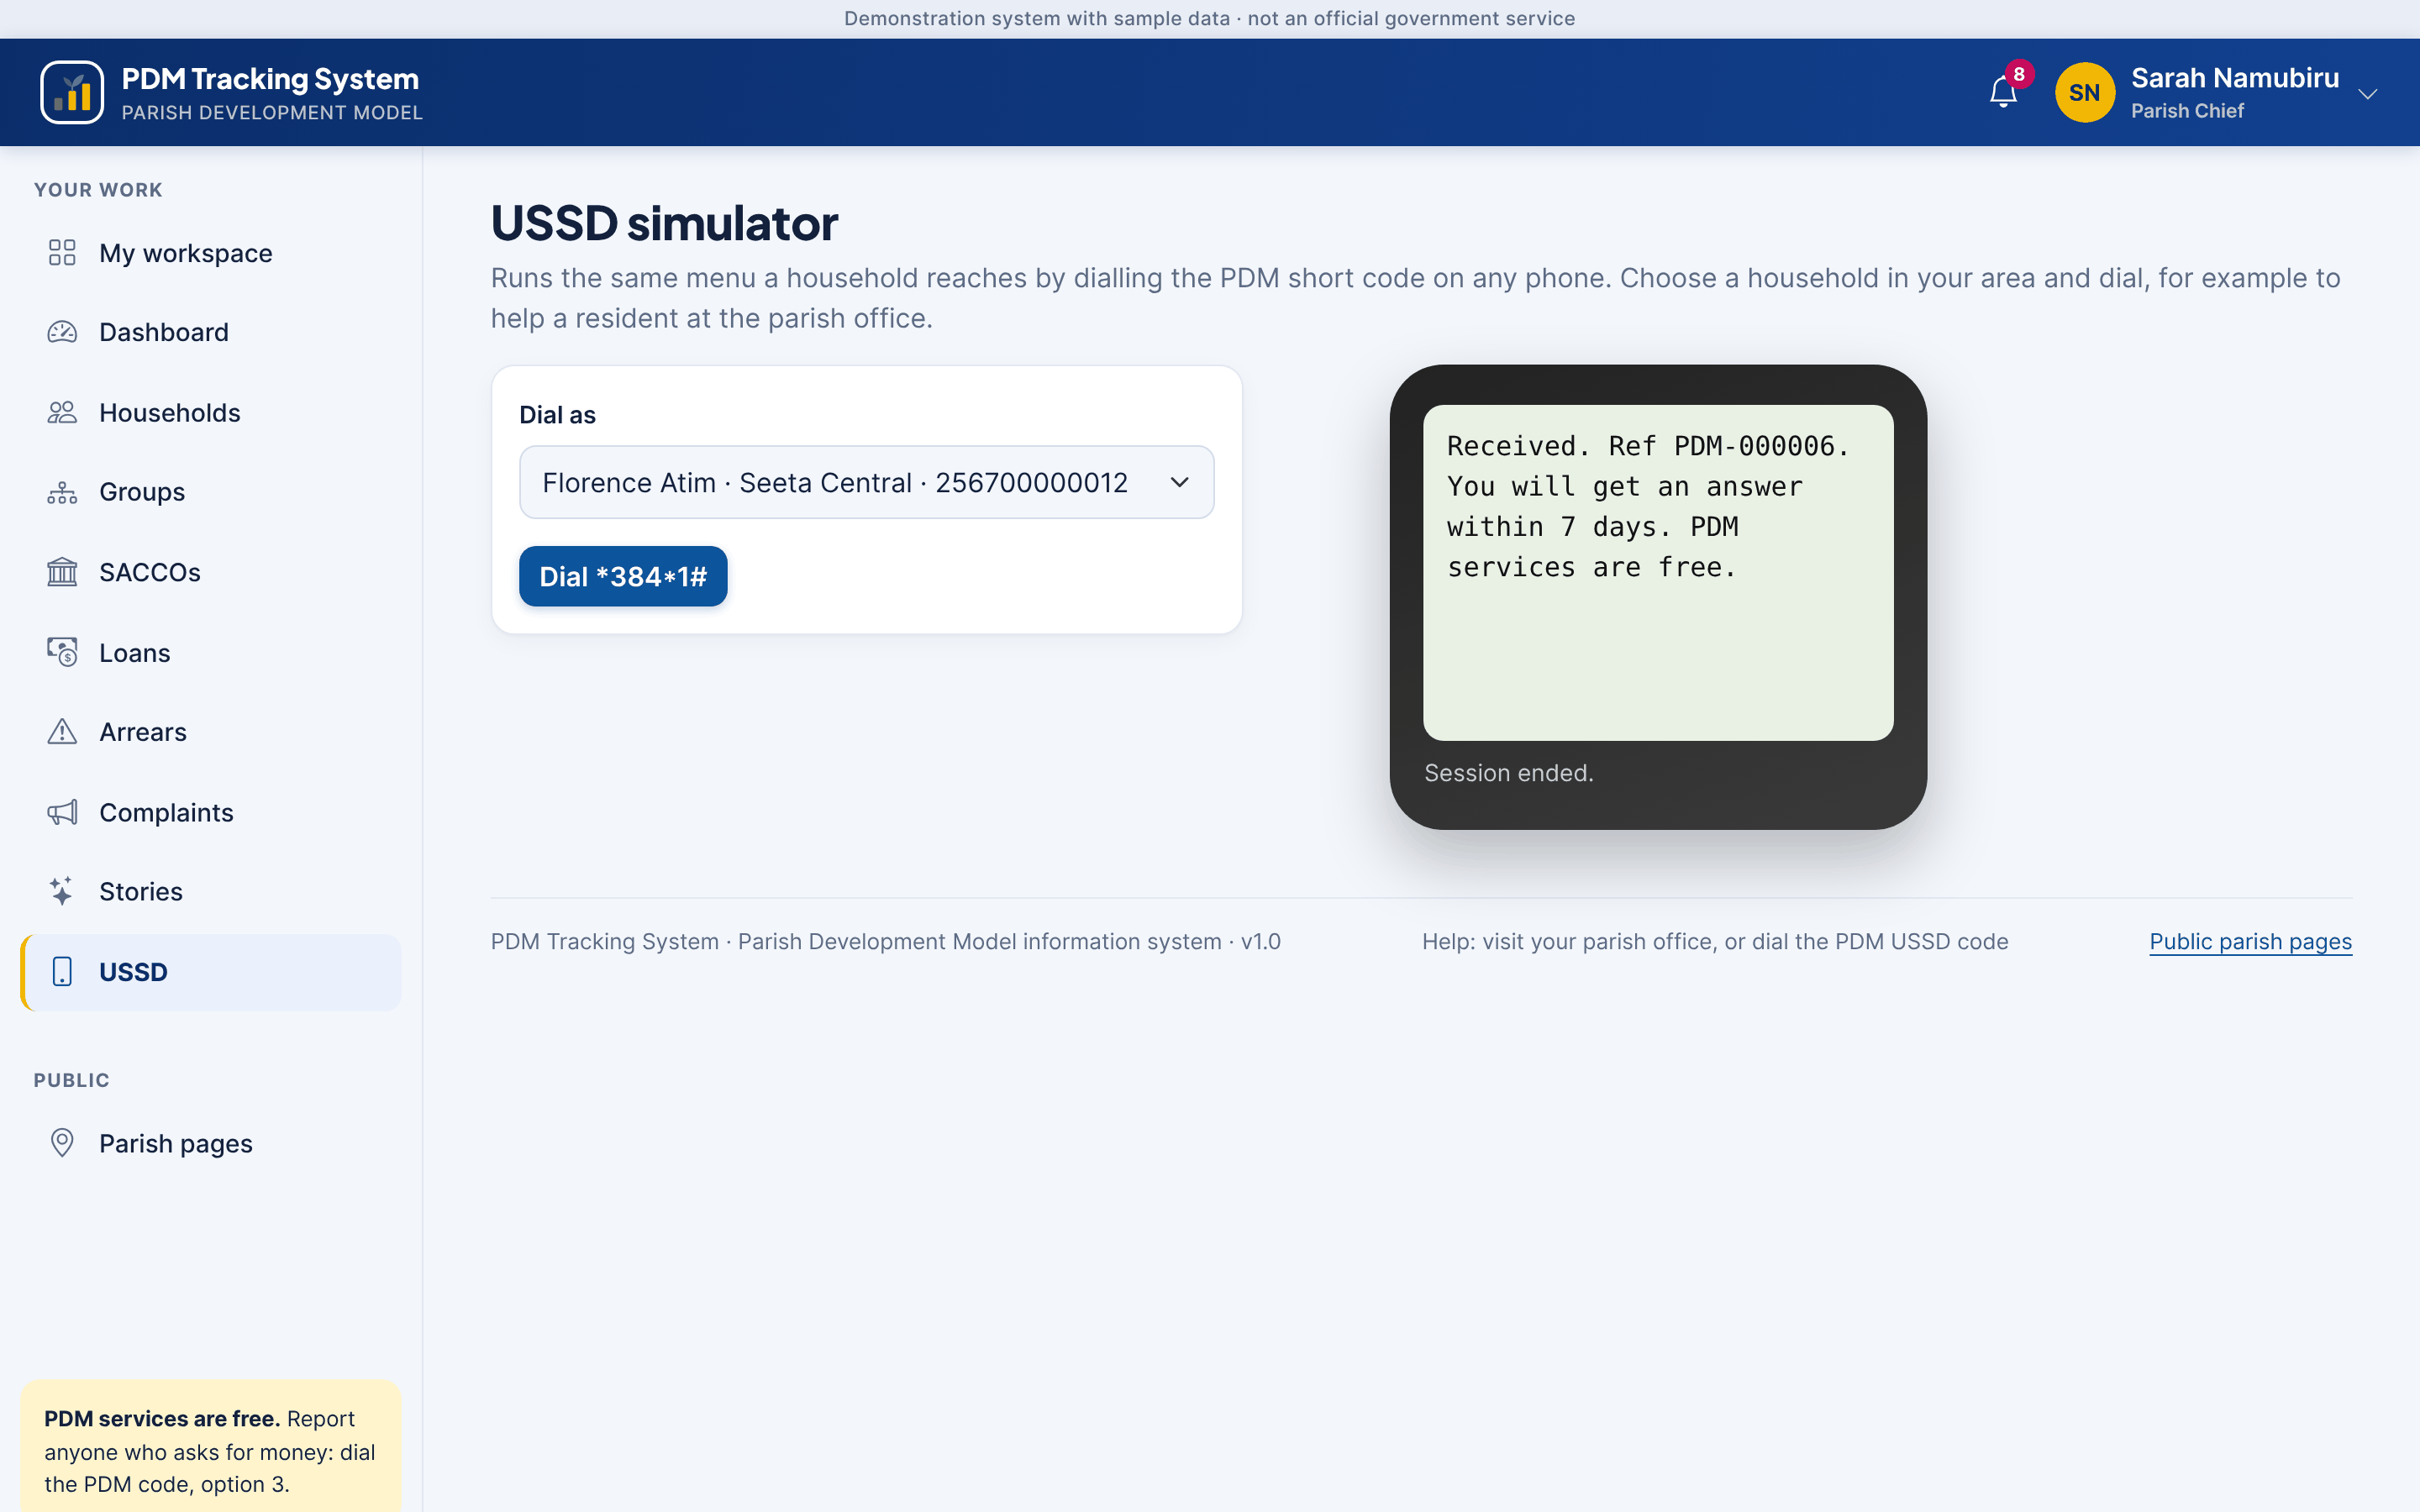 Demonstration system with sample data · not an official government service
PDM Tracking System
PARISH DEVELOPMENT MODEL
8
SN
Sarah Namubiru
Parish Chief
YOUR WORK
My workspace
Dashboard
Households
Groups
SACCOs
Loans
Arrears
Complaints
Stories
USSD
PUBLIC
Parish pages
PDM services are free. Report
anyone who asks for money: dial
the PDM code, option 3.
USSD simulator
Runs the same menu a household reaches by dialling the PDM short code on any phone. Choose a household in your area and dial, for example to
help a resident at the parish office.
Dial as
Florence Atim · Seeta Central · 256700000012
Dial *384*1#
Received. Ref PDM-000006.
You will get an answer
within 7 days. PDM
services are free.
Session ended.
PDM Tracking System · Parish Development Model information system · v1.0
Help: visit your parish office, or dial the PDM USSD code
Public parish pages